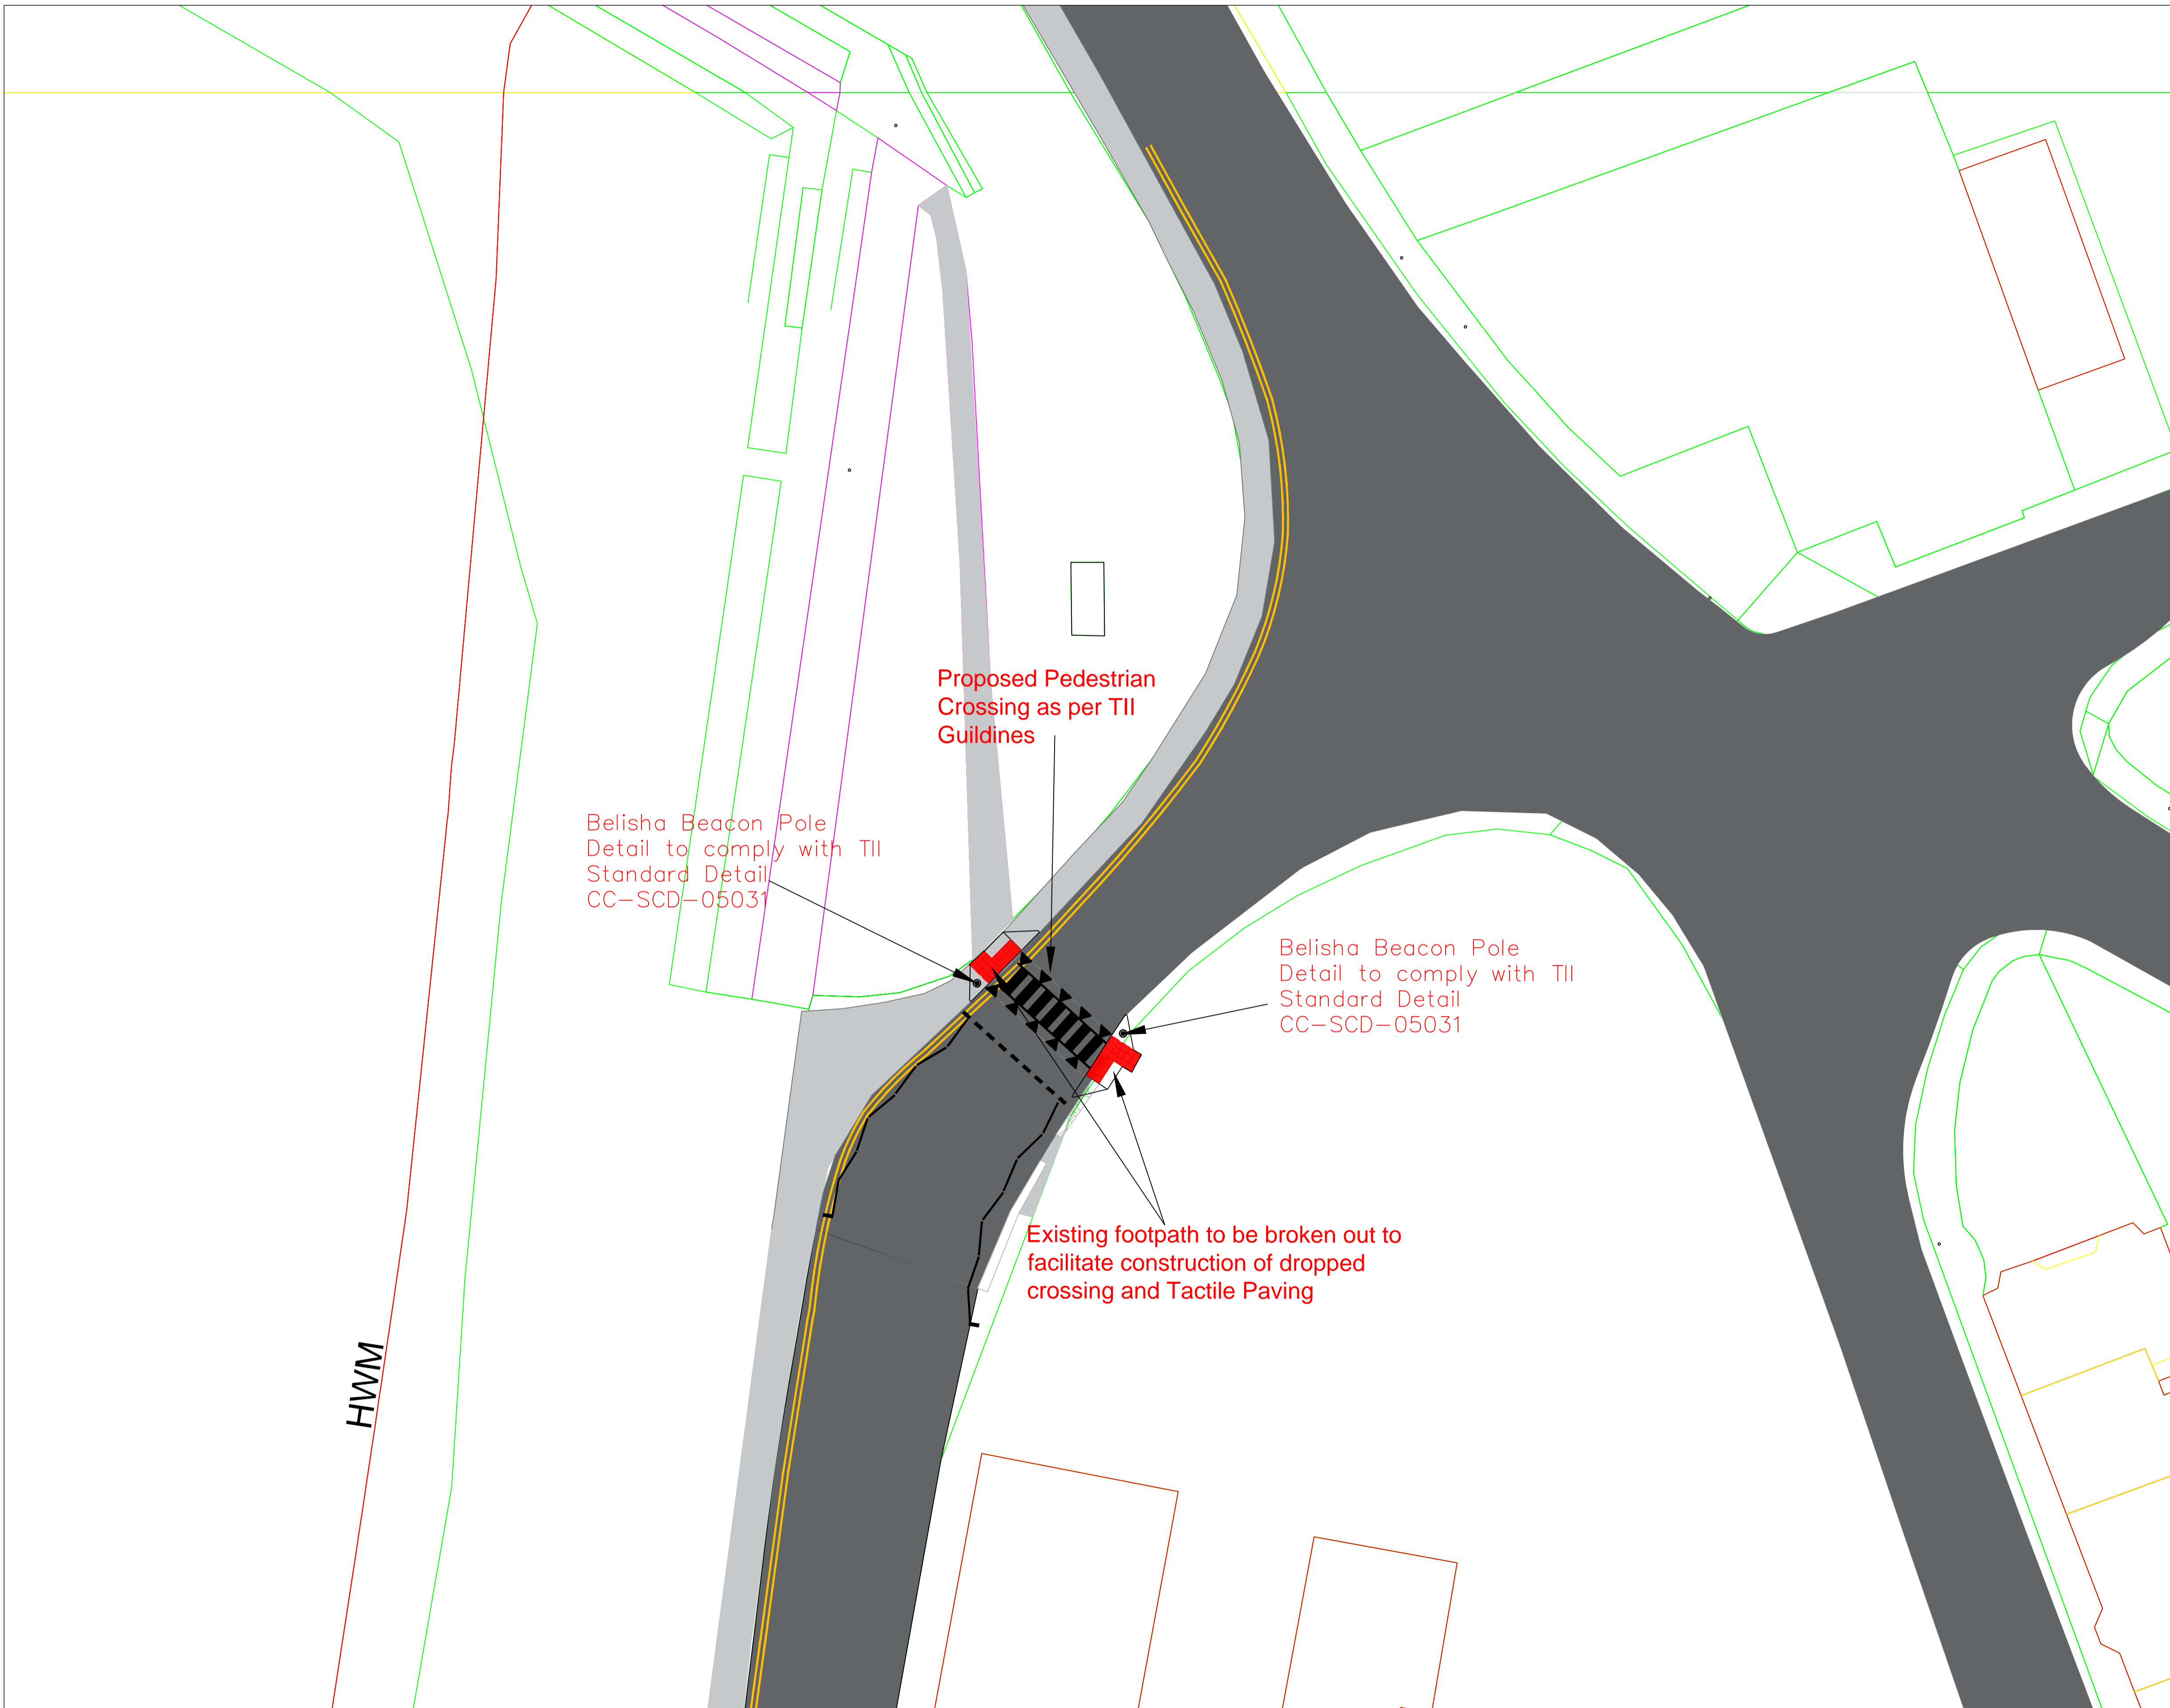 Proposed Pedestrian
Crossing as per TII
Guildines
Belisha Beacon Pole
Detail to comply with TII
Standard Detail
CC-SCD-05031
Belisha Beacon Pole
Detail to comply with TII
Standard Detail
CC-SCD-05031
Existing footpath to be broken out to
facilitate construction of dropped
crossing and Tactile Paving
HWM